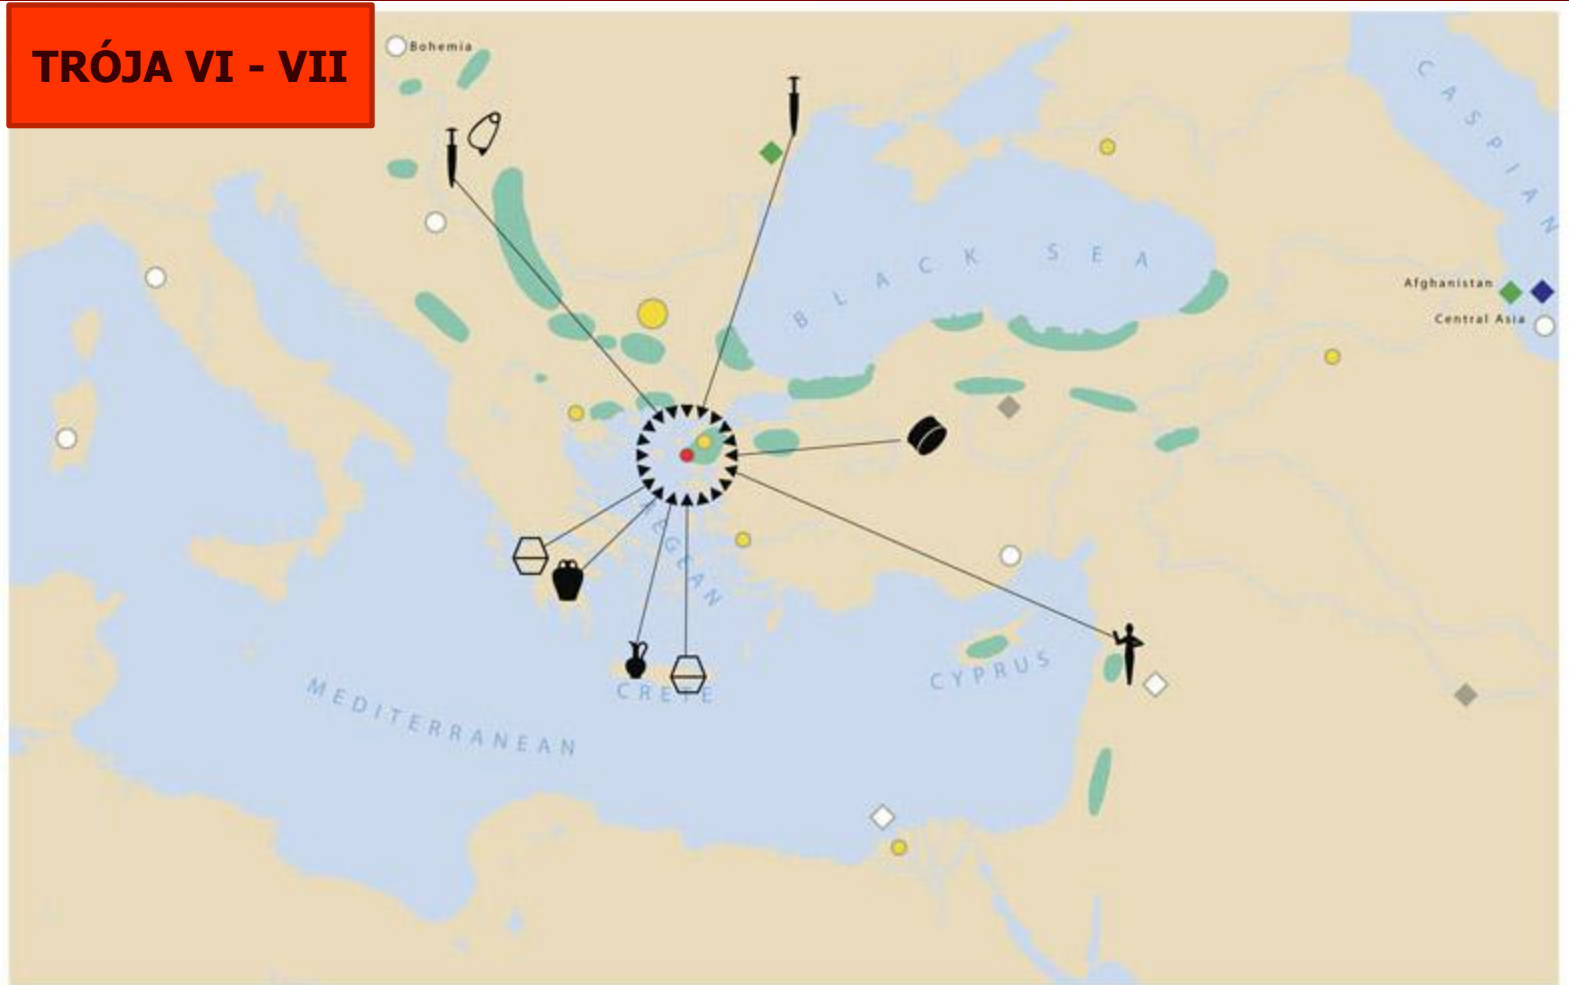 TRÓJA VI - VII
Bohemia
CASPIAN
BLACK SEA
Afghanistan
Central Asia
AEGEAN
CYPRUS
CRETE
MEDITERRANEAN